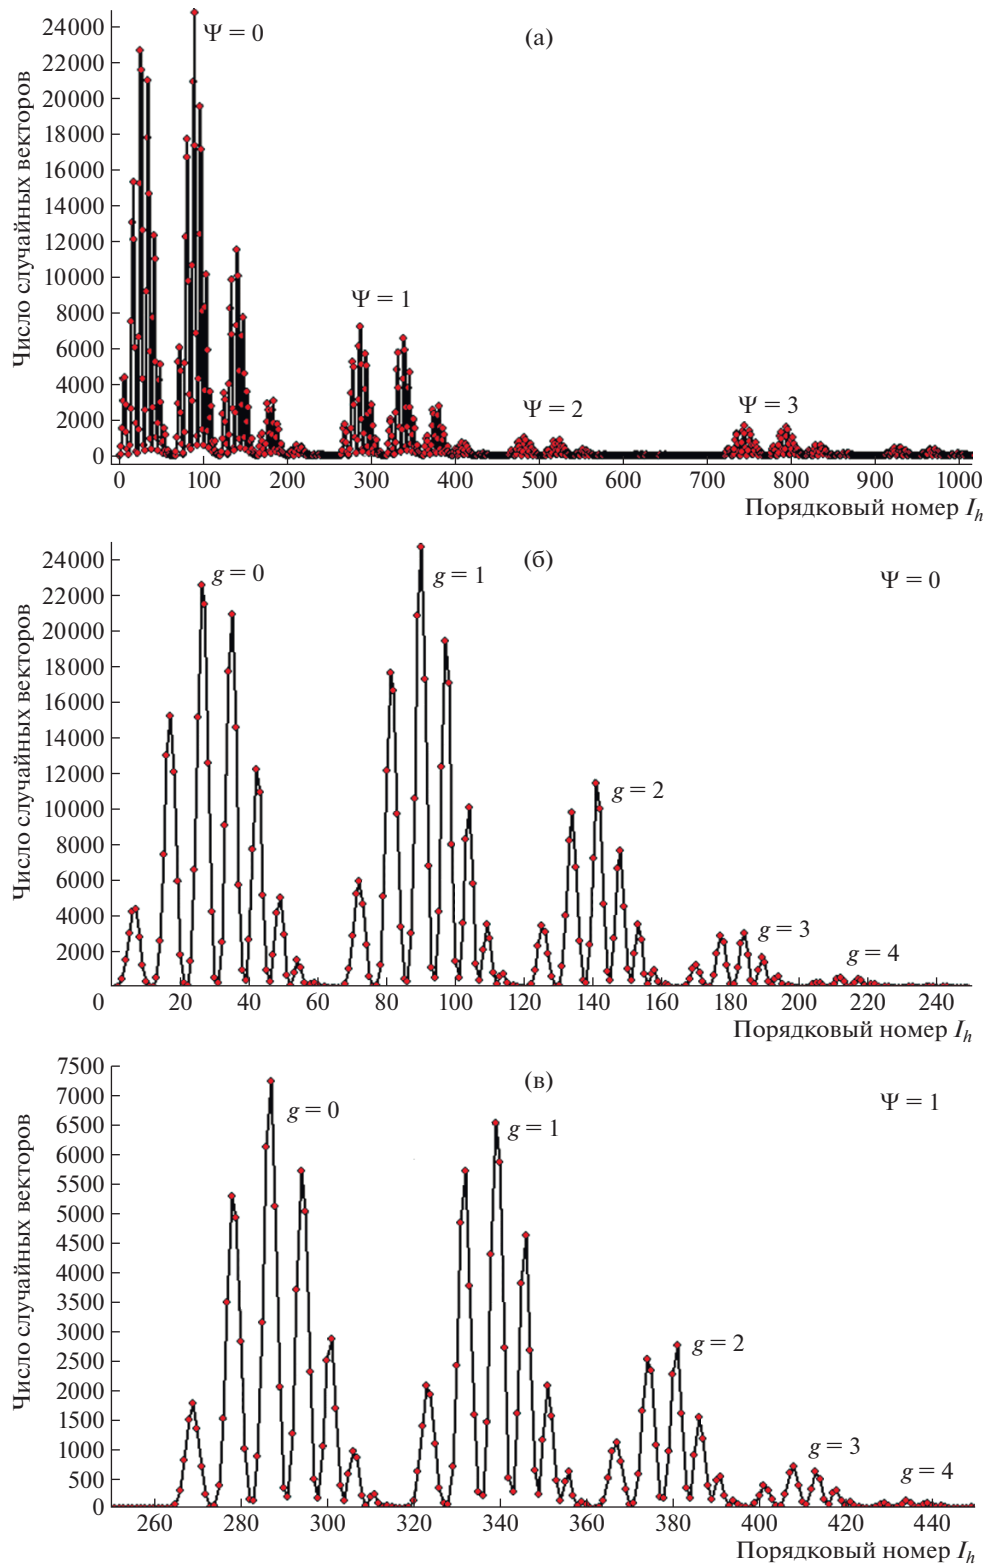 (а)
Число случайных векторов
24000
22000
20000
18000
16000
14000
12000
10000
8000
6000
4000
2000
0
Ψ = 0
Ψ = 1
Ψ = 2
Ψ = 3
0 100 200 300 400 500 600 700 800 900 1000
Порядковый номер I_h
(б)
Ψ = 0
Число случайных векторов
24000
22000
20000
18000
16000
14000
12000
10000
8000
6000
4000
2000
g = 0
g = 1
g = 2
g = 3
g = 4
0 20 40 60 80 100 120 140 160 180 200 220 240
Порядковый номер I_h
(в)
Ψ = 1
Число случайных векторов
7500
7000
6500
6000
5500
5000
4500
4000
3500
3000
2500
2000
1500
1000
500
0
g = 0
g = 1
g = 2
g = 3
g = 4
260 280 300 320 340 360 380 400 420 440
Порядковый номер I_h